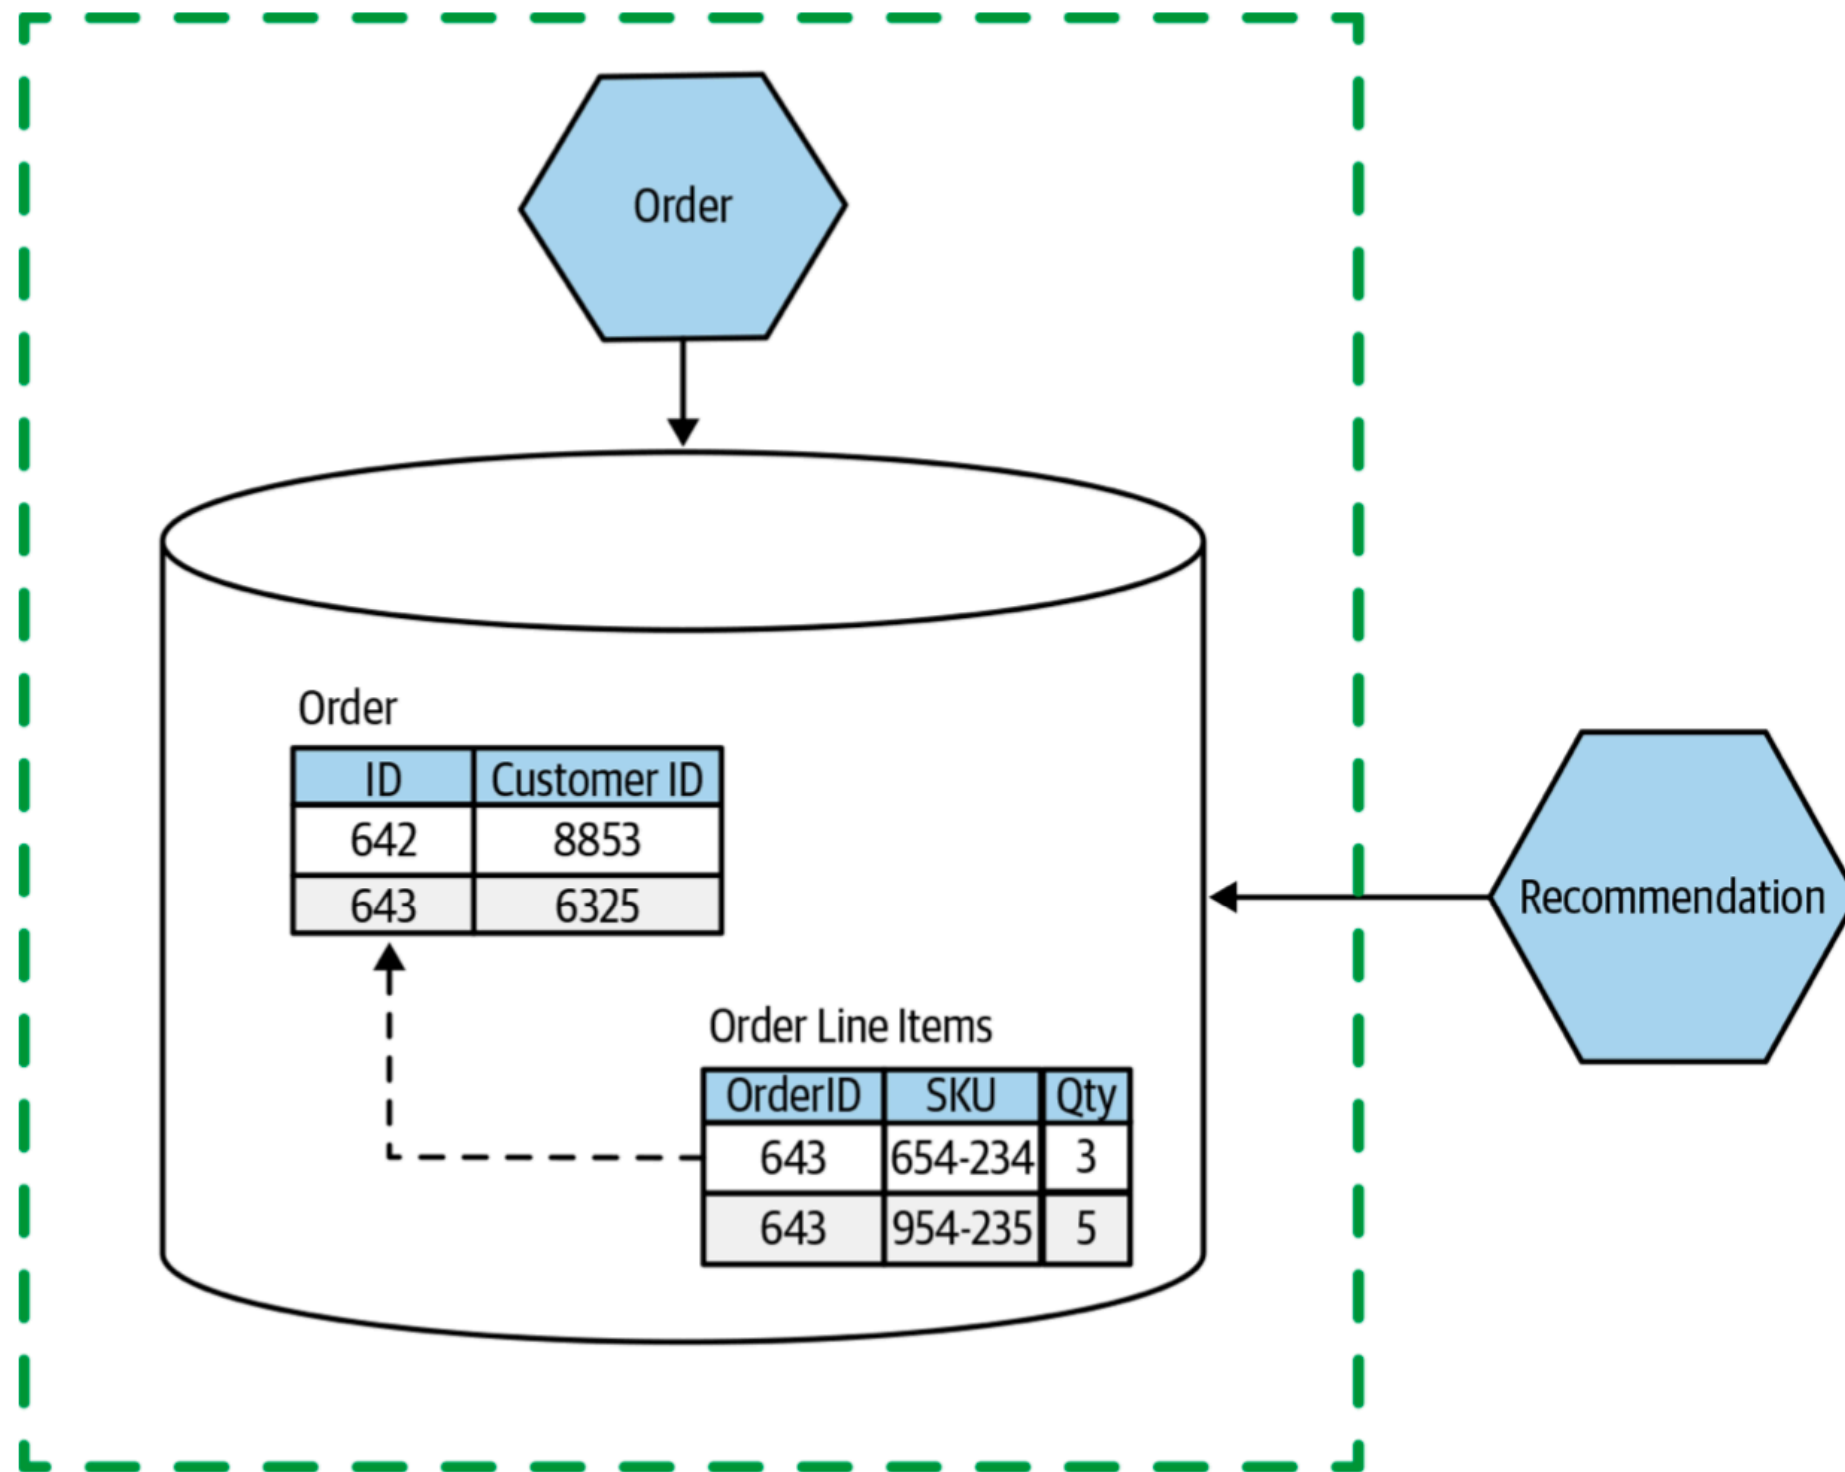 Order
Order
ID Customer ID
642 8853
643 6325
Recommendation
Order Line Items
OrderID SKU Qty
643 654-234 3
643 954-235 5